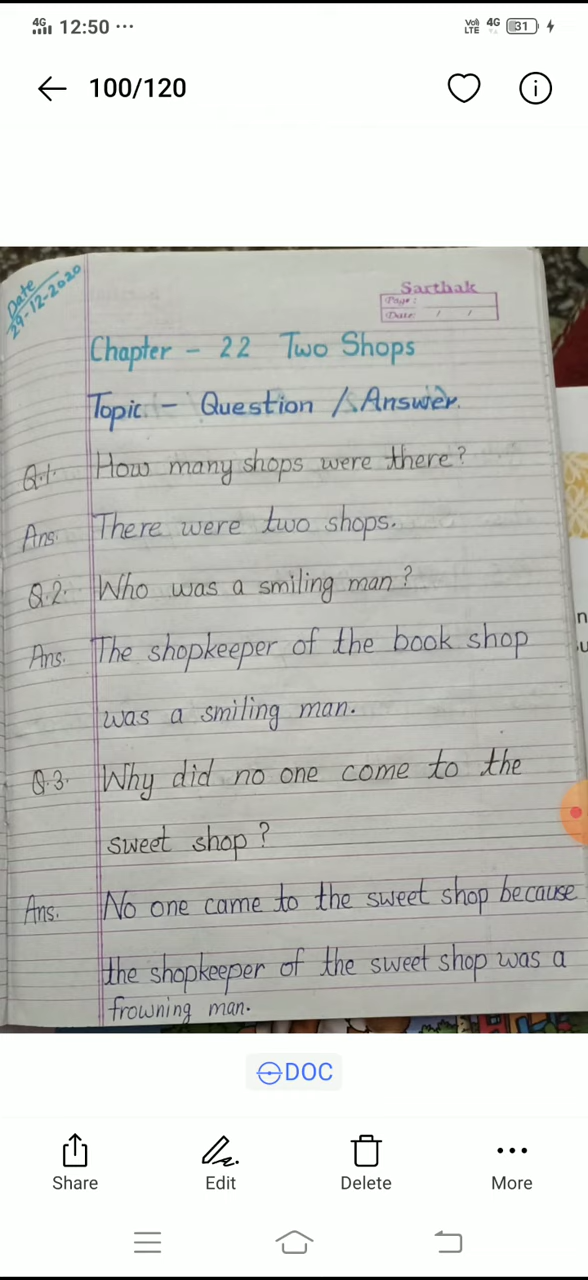 4G 12:50 ...
VoLTE 4G 31
100/120
Date
29-12-2020
Sarthak
Page:
Date: / /
Chapter - 22 Two Shops
Topic - Question / Answer.
Q.1. How many shops were there?
Ans. There were two shops.
Q.2. Who was a smiling man?
Ans. The shopkeeper of the book shop
was a smiling man.
Q.3. Why did no one come to the
sweet shop?
Ans. No one came to the sweet shop because
the shopkeeper of the sweet shop was a
frowning man.
DOC
Share Edit Delete More